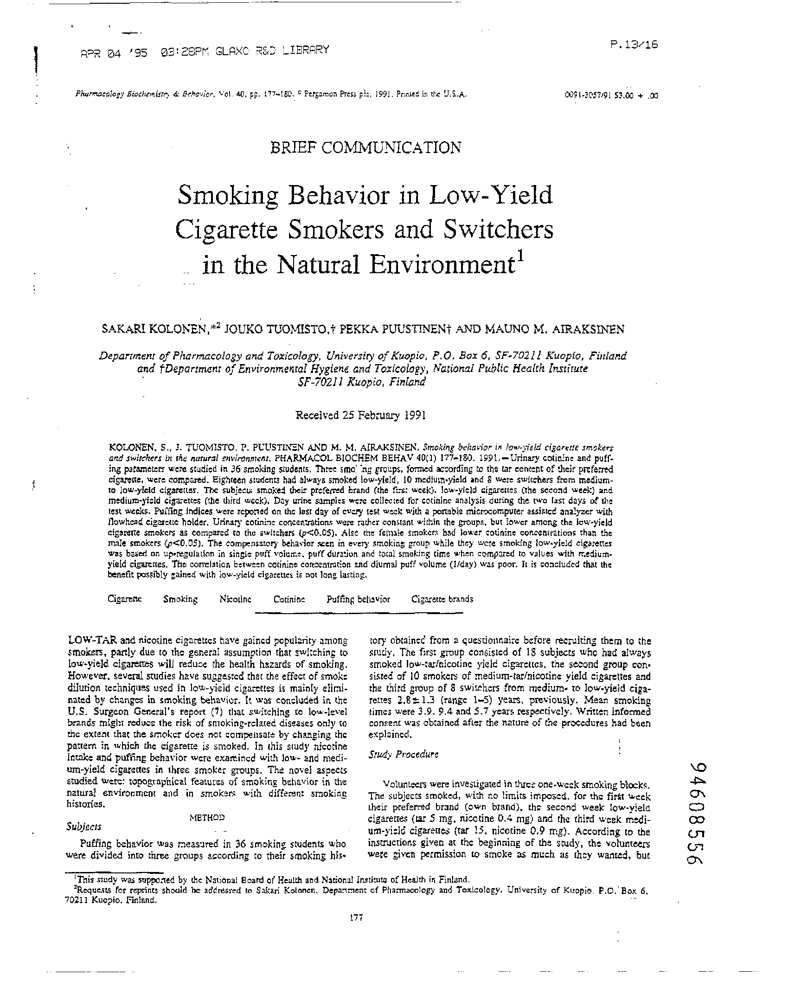 APR 04 '95 03:28PM GLAXO R&D LIBRARY
P.13/16
Pharmacology Biochemistry & Behavior, Vol. 40, pp. 177–180. © Pergamon Press plc, 1991. Printed in the U.S.A.
0091-3057/91 $3.00 + .00
BRIEF COMMUNICATION
Smoking Behavior in Low-Yield
Cigarette Smokers and Switchers
in the Natural Environment¹
SAKARI KOLONEN,*² JOUKO TUOMISTO,† PEKKA PUUSTINEN† AND MAUNO M. AIRAKSINEN
Department of Pharmacology and Toxicology, University of Kuopio, P.O. Box 6, SF-70211 Kuopio, Finland
and †Department of Environmental Hygiene and Toxicology, National Public Health Institute
SF-70211 Kuopio, Finland
Received 25 February 1991
KOLONEN, S., J. TUOMISTO, P. PUUSTINEN AND M. M. AIRAKSINEN. Smoking behavior in low-yield cigarette smokers
and switchers in the natural environment. PHARMACOL BIOCHEM BEHAV 40(1) 177–180, 1991.—Urinary cotinine and puff-
ing parameters were studied in 36 smoking students. Three smoking groups, formed according to the tar content of their preferred
cigarette, were compared. Eighteen students had always smoked low-yield, 10 medium-yield and 8 were switchers from medium-
to low-yield cigarettes. The subjects smoked their preferred brand (the first week), low-yield cigarettes (the second week) and
medium-yield cigarettes (the third week). Day urine samples were collected for cotinine analysis during the two last days of the
test weeks. Puffing indices were reported on the last day of every test week with a portable microcomputer assisted analyzer with
flowhead cigarette holder. Urinary cotinine concentrations were rather constant within the groups, but lower among the low-yield
cigarette smokers as compared to the switchers (p<0.05). Also the female smokers had lower cotinine concentrations than the
male smokers (p<0.05). The compensatory behavior seen in every smoking group while they were smoking low-yield cigarettes
was based on up-regulation in single puff volume, puff duration and total smoking time when compared to values with medium-
yield cigarettes. The correlation between cotinine concentration and diurnal puff volume (1/day) was poor. It is concluded that the
benefit possibly gained with low-yield cigarettes is not long lasting.
Cigarette Smoking Nicotine Cotinine Puffing behavior Cigarette brands
LOW-TAR and nicotine cigarettes have gained popularity among
smokers, partly due to the general assumption that switching to
low-yield cigarettes will reduce the health hazards of smoking.
However, several studies have suggested that the effect of smoke
dilution techniques used in low-yield cigarettes is mainly elimi-
nated by changes in smoking behavior. It was concluded in the
U.S. Surgeon General's report (7) that switching to low-level
brands might reduce the risk of smoking-related diseases only to
the extent that the smoker does not compensate by changing the
pattern in which the cigarette is smoked. In this study nicotine
intake and puffing behavior were examined with low- and medi-
um-yield cigarettes in three smoker groups. The novel aspects
studied were: topographical features of smoking behavior in the
natural environment and in smokers with different smoking
histories.
METHOD
Subjects
Puffing behavior was measured in 36 smoking students who
were divided into three groups according to their smoking his-
tory obtained from a questionnaire before recruiting them to the
study. The first group consisted of 18 subjects who had always
smoked low-tar/nicotine yield cigarettes, the second group con-
sisted of 10 smokers of medium-tar/nicotine yield cigarettes and
the third group of 8 switchers from medium- to low-yield ciga-
rettes 2.8±1.3 (range 1–5) years, previously. Mean smoking
times were 3.9, 9.4 and 5.7 years respectively. Written informed
consent was obtained after the nature of the procedures had been
explained.
Study Procedure
Volunteers were investigated in three one-week smoking blocks.
The subjects smoked, with no limits imposed, for the first week
their preferred brand (own brand), the second week low-yield
cigarettes (tar 5 mg, nicotine 0.4 mg) and the third week medi-
um-yield cigarettes (tar 15, nicotine 0.9 mg). According to the
instructions given at the beginning of the study, the volunteers
were given permission to smoke as much as they wanted, but
¹This study was supported by the National Board of Health and National Institute of Health in Finland.
²Requests for reprints should be addressed to Sakari Kolonen, Department of Pharmacology and Toxicology, University of Kuopio, P.O. Box 6,
70211 Kuopio, Finland.
177
94608556